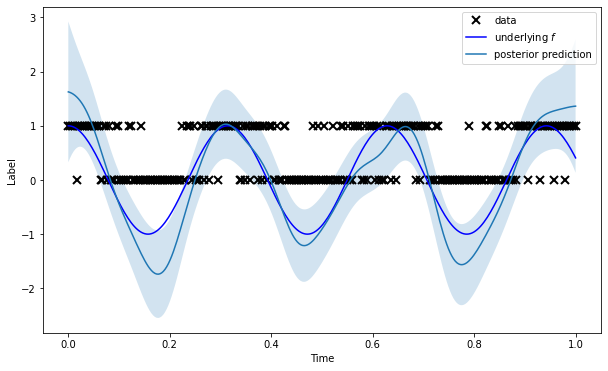 data
underlying f
posterior prediction
3
2
1
0
−1
−2
Label
0.0 0.2 0.4 0.6 0.8 1.0
Time